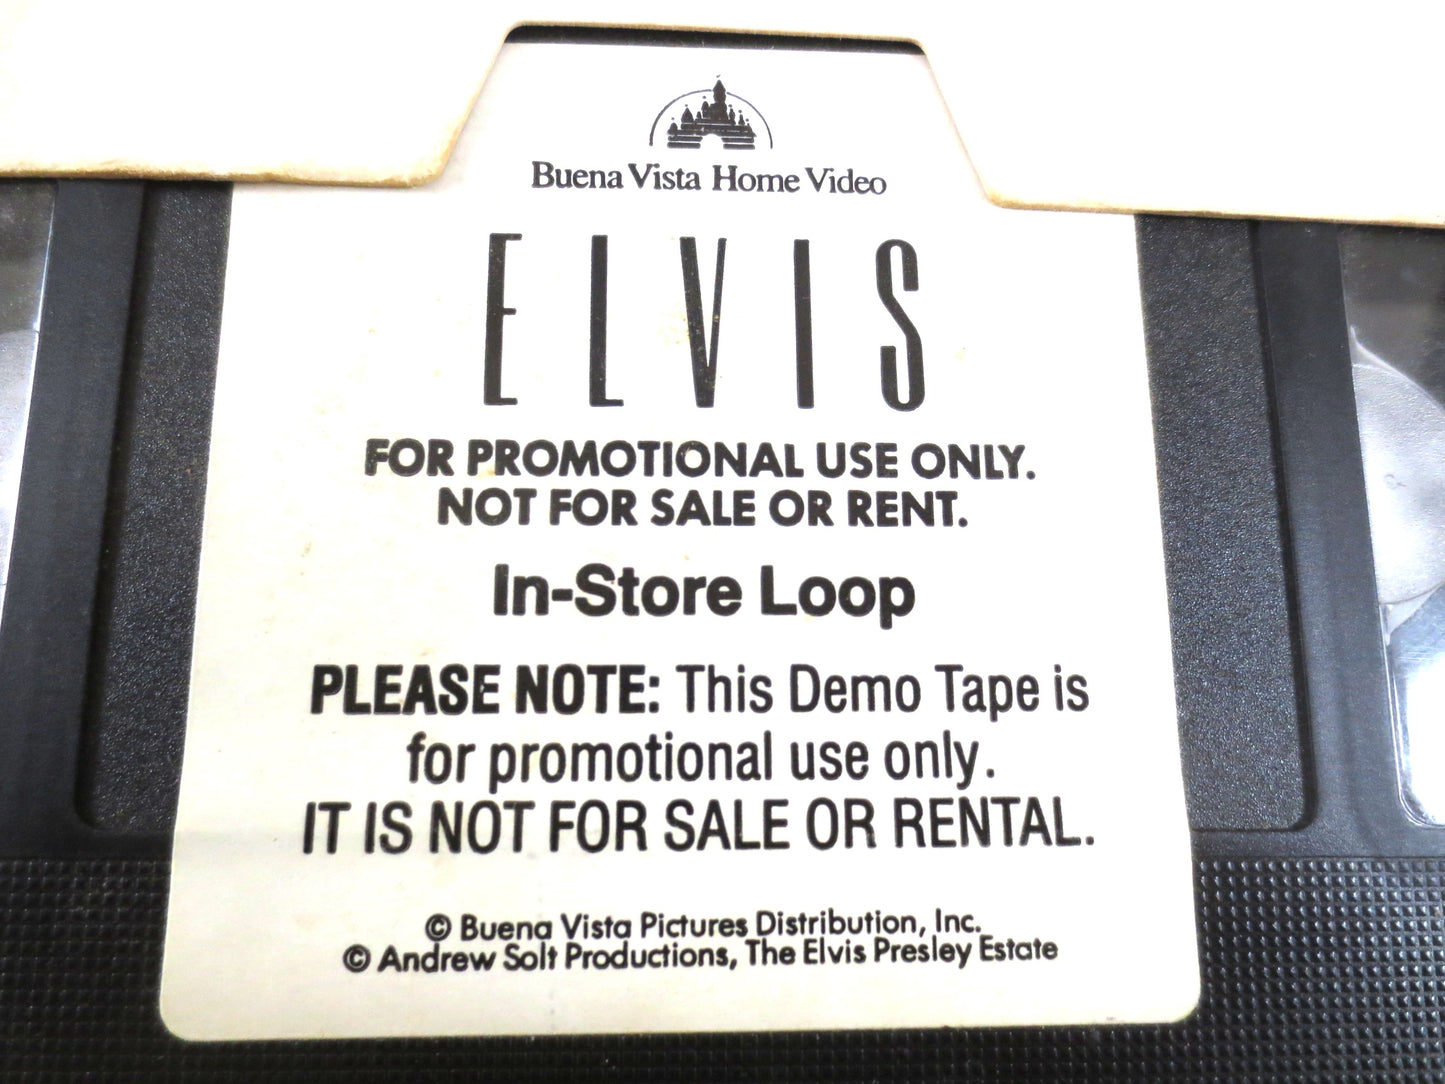 Buena Vista Home Video
ELVIS
FOR PROMOTIONAL USE ONLY.
NOT FOR SALE OR RENT.
In-Store Loop
PLEASE NOTE: This Demo Tape is
for promotional use only.
IT IS NOT FOR SALE OR RENTAL.
© Buena Vista Pictures Distribution, Inc.
© Andrew Solt Productions, The Elvis Presley Estate